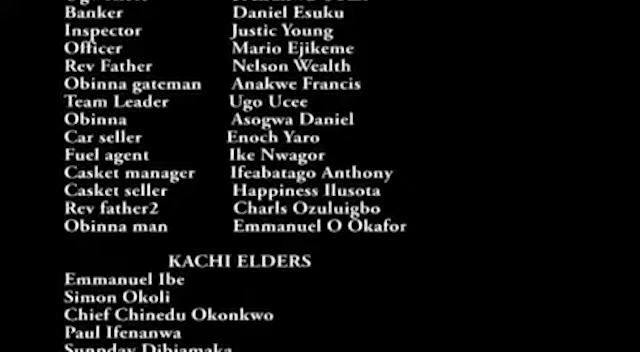 Banker Daniel Esuku
Inspector Justic Young
Officer Mario Ejikeme
Rev Father Nelson Wealth
Obinna gateman Anakwe Francis
Team Leader Ugo Ucee
Obinna Asogwa Daniel
Car seller Enoch Yaro
Fuel agent Ike Nwagor
Casket manager Ifeabatago Anthony
Casket seller Happiness Ilusota
Rev father2 Charls Ozuluigbo
Obinna man Emmanuel O Okafor
KACHI ELDERS
Emmanuel Ibe
Simon Okoli
Chief Chinedu Okonkwo
Paul Ifenanwa
Sunnday Dibiamaka